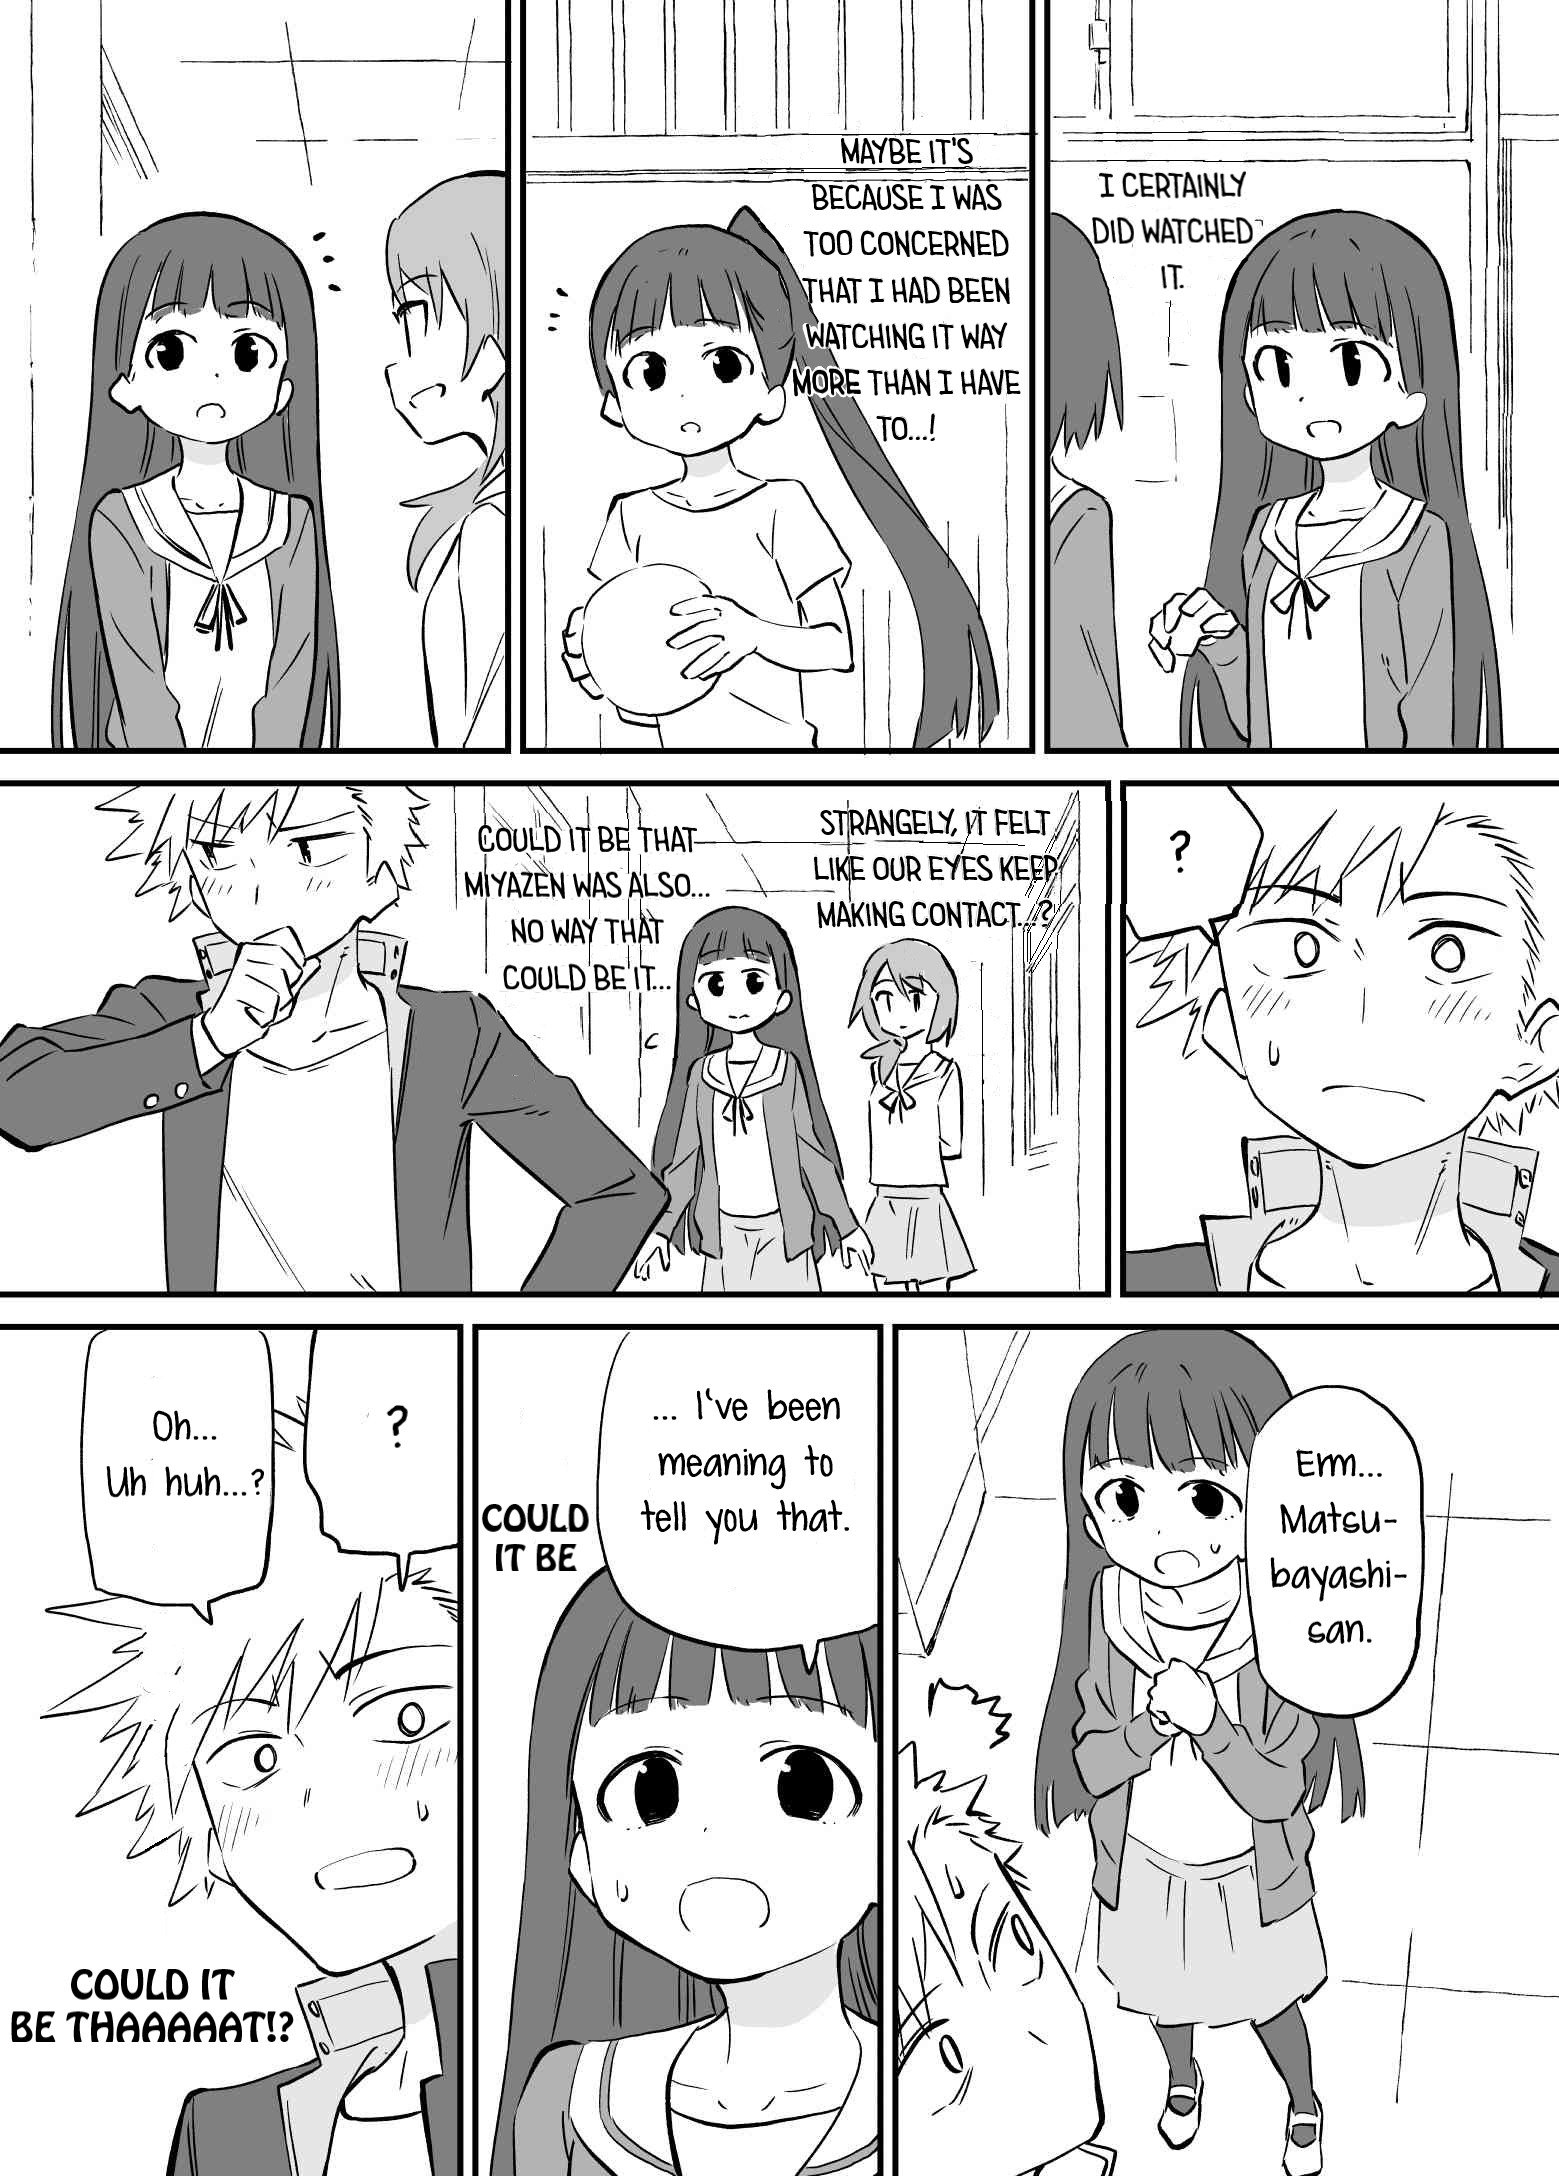 I CERTAINLY
DID WATCHED
IT.
MAYBE IT'S
BECAUSE I WAS
TOO CONCERNED
THAT I HAD BEEN
WATCHING IT WAY
MORE THAN I HAVE
TO...!
?
STRANGELY, IT FELT
LIKE OUR EYES KEEP
MAKING CONTACT...?
COULD IT BE THAT
MIYAZEN WAS ALSO...
NO WAY THAT
COULD BE IT...
Erm...
Matsu-
bayashi-
san.
... I've been
meaning to
tell you that.
COULD
IT BE
?
Oh...
Uh huh...?
COULD IT
BE THAAAAAT!?